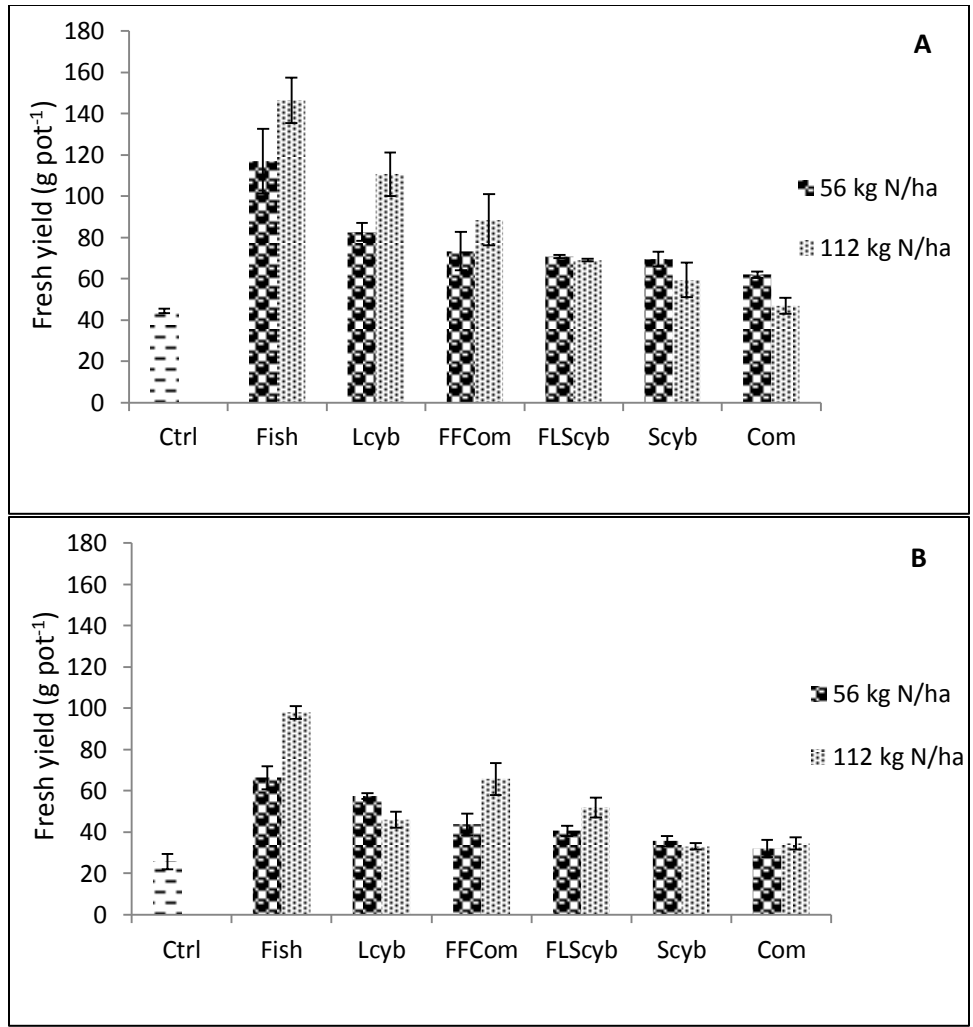 A
Fresh yield (g pot⁻¹)
180
160
140
120
100
80
60
40
20
0
56 kg N/ha
112 kg N/ha
Ctrl Fish Lcyb FFCom FLScyb Scyb Com
B
Fresh yield (g pot⁻¹)
180
160
140
120
100
80
60
40
20
0
56 kg N/ha
112 kg N/ha
Ctrl Fish Lcyb FFCom FLScyb Scyb Com